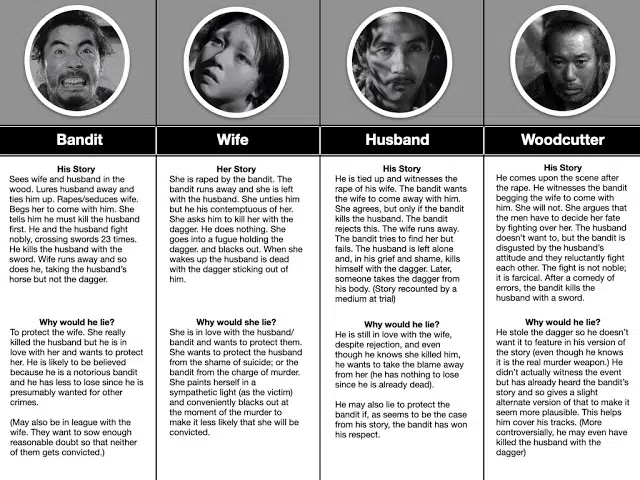 Bandit
His Story
Sees wife and husband in the
wood. Lures husband away and
ties him up. Rapes/seduces wife.
Begs her to come with him. She
tells him he must kill the husband
first. He and the husband fight
nobly, crossing swords 23 times.
He kills the husband with the
sword. Wife runs away and so
does he, taking the husband's
horse but not the dagger.
Why would he lie?
To protect the wife. She really
killed the husband but he is in
love with her and wants to protect
her. He is likely to be believed
because he is a notorious bandit
and he has less to lose since he is
presumably wanted for other
crimes.
(May also be in league with the
wife. They want to sow enough
reasonable doubt so that neither
of them gets convicted.)
Wife
Her Story
She is raped by the bandit. The
bandit runs away and she is left
with the husband. She unties him
but he his contemptuous of her.
She asks him to kill her with the
dagger. He does nothing. She
goes into a fugue holding the
dagger. and blacks out. When she
wakes up the husband is dead
with the dagger sticking out of
him.
Why would she lie?
She is in love with the husband/
bandit and wants to protect them.
She wants to protect the husband
from the shame of suicide; or the
bandit from the charge of murder.
She paints herself in a
sympathetic light (as the victim)
and conveniently blacks out at
the moment of the murder to
make it less likely that she will be
convicted.
Husband
His Story
He is tied up and witnesses the
rape of his wife. The bandit wants
the wife to come away with him.
She agrees, but only if the bandit
kills the husband. The bandit
rejects this. The wife runs away.
The bandit tries to find her but
fails. The husband is left alone
and, in his grief and shame, kills
himself with the dagger. Later,
someone takes the dagger from
his body. (Story recounted by a
medium at trial)
Why would he lie?
He is still in love with the wife,
despite rejection, and even
though he knows she killed him,
he wants to take the blame away
from her (he has nothing to lose
since he is already dead).
He may also lie to protect the
bandit if, as seems to be the case
from his story, the bandit has won
his respect.
Woodcutter
His Story
He comes upon the scene after
the rape. He witnesses the bandit
begging the wife to come with
him. She will not. She argues that
the men have to decide her fate
by fighting over her. The husband
doesn't want to, but the bandit is
disgusted by the husband's
attitude and they reluctantly fight
each other. The fight is not noble;
it is farcical. After a comedy of
errors, the bandit kills the
husband with a sword.
Why would he lie?
He stole the dagger so he doesn't
want it to feature in his version of
the story (even though he knows it
is the real murder weapon.) He
didn't actually witness the event
but has already heard the bandit's
story and so gives a slight
alternate version of that to make it
seem more plausible. This helps
him cover his tracks. (More
controversially, he may even have
killed the husband with the
dagger)